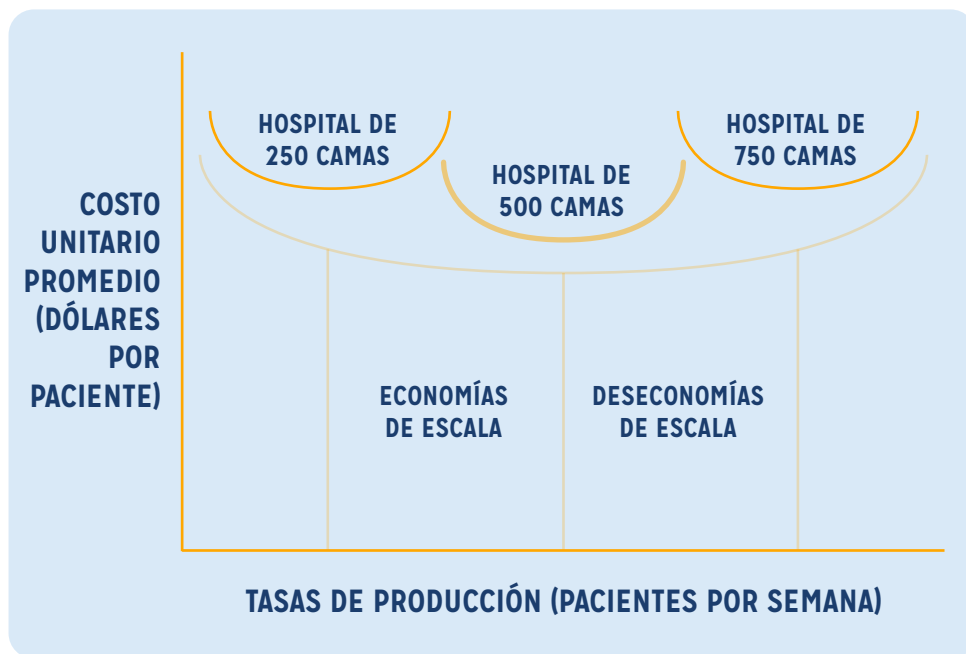 HOSPITAL DE
250 CAMAS
HOSPITAL DE
500 CAMAS
HOSPITAL DE
750 CAMAS
COSTO
UNITARIO
PROMEDIO
(DÓLARES
POR
PACIENTE)
ECONOMÍAS
DE ESCALA
DESECONOMÍAS
DE ESCALA
TASAS DE PRODUCCIÓN (PACIENTES POR SEMANA)